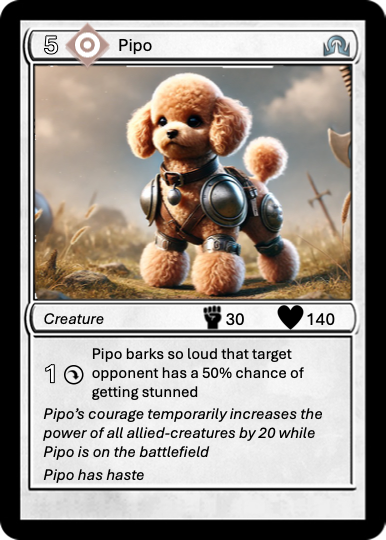 5 Pipo
Creature 30 140
1 Pipo barks so loud that target
opponent has a 50% chance of
getting stunned
Pipo's courage temporarily increases the
power of all allied-creatures by 20 while
Pipo is on the battlefield
Pipo has haste